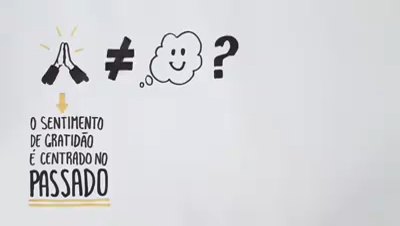 ≠ ?
O SENTIMENTO
DE GRATIDÃO
É CENTRADO NO
PASSADO